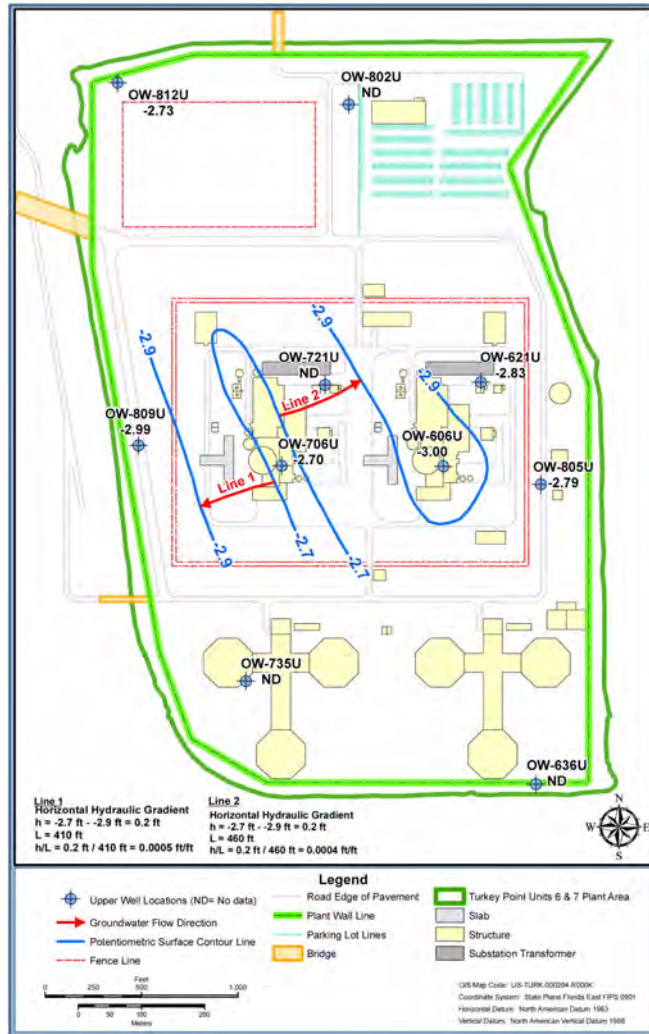 OW-812U
-2.73
OW-802U
ND
-2.9
-2.9
OW-721U
ND
OW-621U
-2.83
Line 2
-2.9
OW-809U
-2.99
OW-706U
-2.70
OW-606U
-3.00
OW-805U
-2.79
Line 1
-2.9
-2.7
-2.7
OW-735U
ND
OW-636U
ND
Line 1
Horizontal Hydraulic Gradient
h = -2.7 ft - -2.9 ft = 0.2 ft
L = 410 ft
h/L = 0.2 ft / 410 ft = 0.0005 ft/ft
Line 2
Horizontal Hydraulic Gradient
h = -2.7 ft - -2.9 ft = 0.2 ft
L = 460 ft
h/L = 0.2 ft / 460 ft = 0.0004 ft/ft
N
W E
S
Legend
Upper Well Locations (ND= No data)
Groundwater Flow Direction
Potentiometric Surface Contour Line
Fence Line
Road Edge of Pavement
Plant Wall Line
Parking Lot Lines
Bridge
Turkey Point Units 6 & 7 Plant Area
Slab
Structure
Substation Transformer
Feet
0 250 500 1,000
0 50 100 200
Meters
GIS Map Code: US-TURK-000204 R000K
Coordinate System: State Plane Florida East FIPS 0901
Horizontal Datum: North American Datum 1983
Vertical Datum: North American Vertical Datum 1988